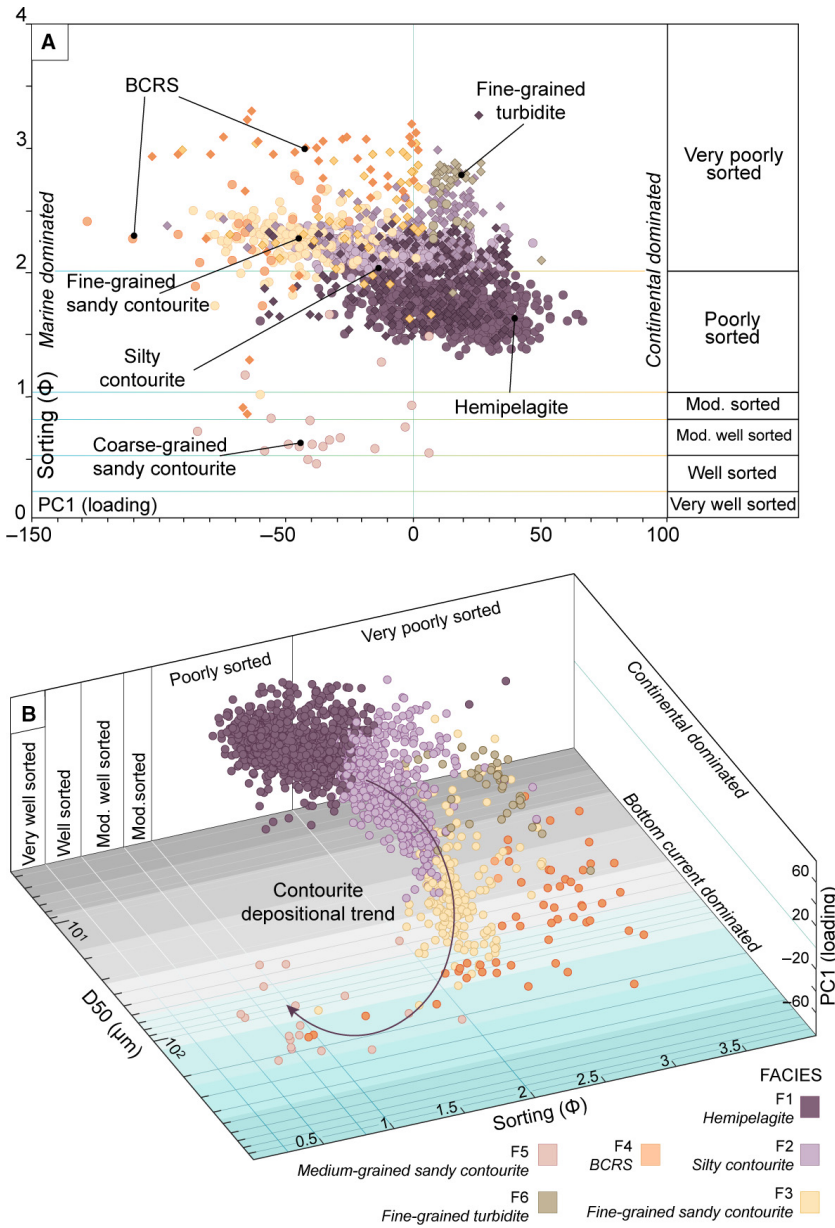 4
A
BCRS
Fine-grained
turbidite
3
Very poorly
sorted
Marine dominated
Continental dominated
2
Fine-grained
sandy contourite
Poorly
sorted
Silty
contourite
1
Hemipelagite
Mod. sorted
Sorting (Φ)
Coarse-grained
sandy contourite
Mod. well sorted
Well sorted
PC1 (loading)
Very well sorted
0
−150
−50
0
50
100
Very poorly sorted
Poorly sorted
B
Continental dominated
Very well sorted
Well sorted
Mod. well sorted
Mod.sorted
Bottom current dominated
Contourite
depositional trend
10¹
10²
D50 (µm)
60
20
−20
−60
PC1 (loading)
0.5
1
1.5
2
2.5
3
3.5
Sorting (Φ)
FACIES
F1
Hemipelagite
F5
Medium-grained sandy contourite
F4
BCRS
F2
Silty contourite
F6
Fine-grained turbidite
F3
Fine-grained sandy contourite